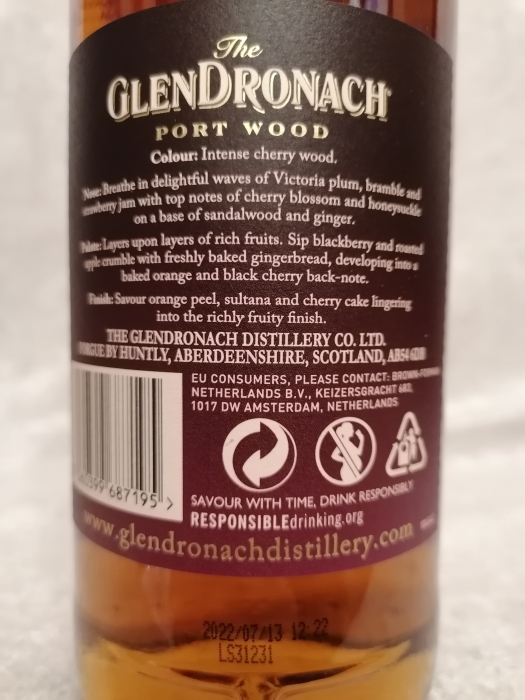 The
GLENDRONACH
PORT WOOD
Colour: Intense cherry wood.
Nose: Breathe in delightful waves of Victoria plum, bramble and
strawberry jam with top notes of cherry blossom and honeysuckle
on a base of sandalwood and ginger.
Palate: Layers upon layers of rich fruits. Sip blackberry and roasted
apple crumble with freshly baked gingerbread, developing into a
baked orange and black cherry back-note.
Finish: Savour orange peel, sultana and cherry cake lingering
into the richly fruity finish.
THE GLENDRONACH DISTILLERY CO. LTD.
FORGUE BY HUNTLY, ABERDEENSHIRE, SCOTLAND, AB54 6DB
EU CONSUMERS, PLEASE CONTACT: BROWN-FORMAN
NETHERLANDS B.V., KEIZERSGRACHT 683,
1017 DW AMSTERDAM, NETHERLANDS
687195 >
SAVOUR WITH TIME, DRINK RESPONSIBLY
RESPONSIBLEdrinking.org
www.glendronachdistillery.com
2022/07/13 12:22
LS31231